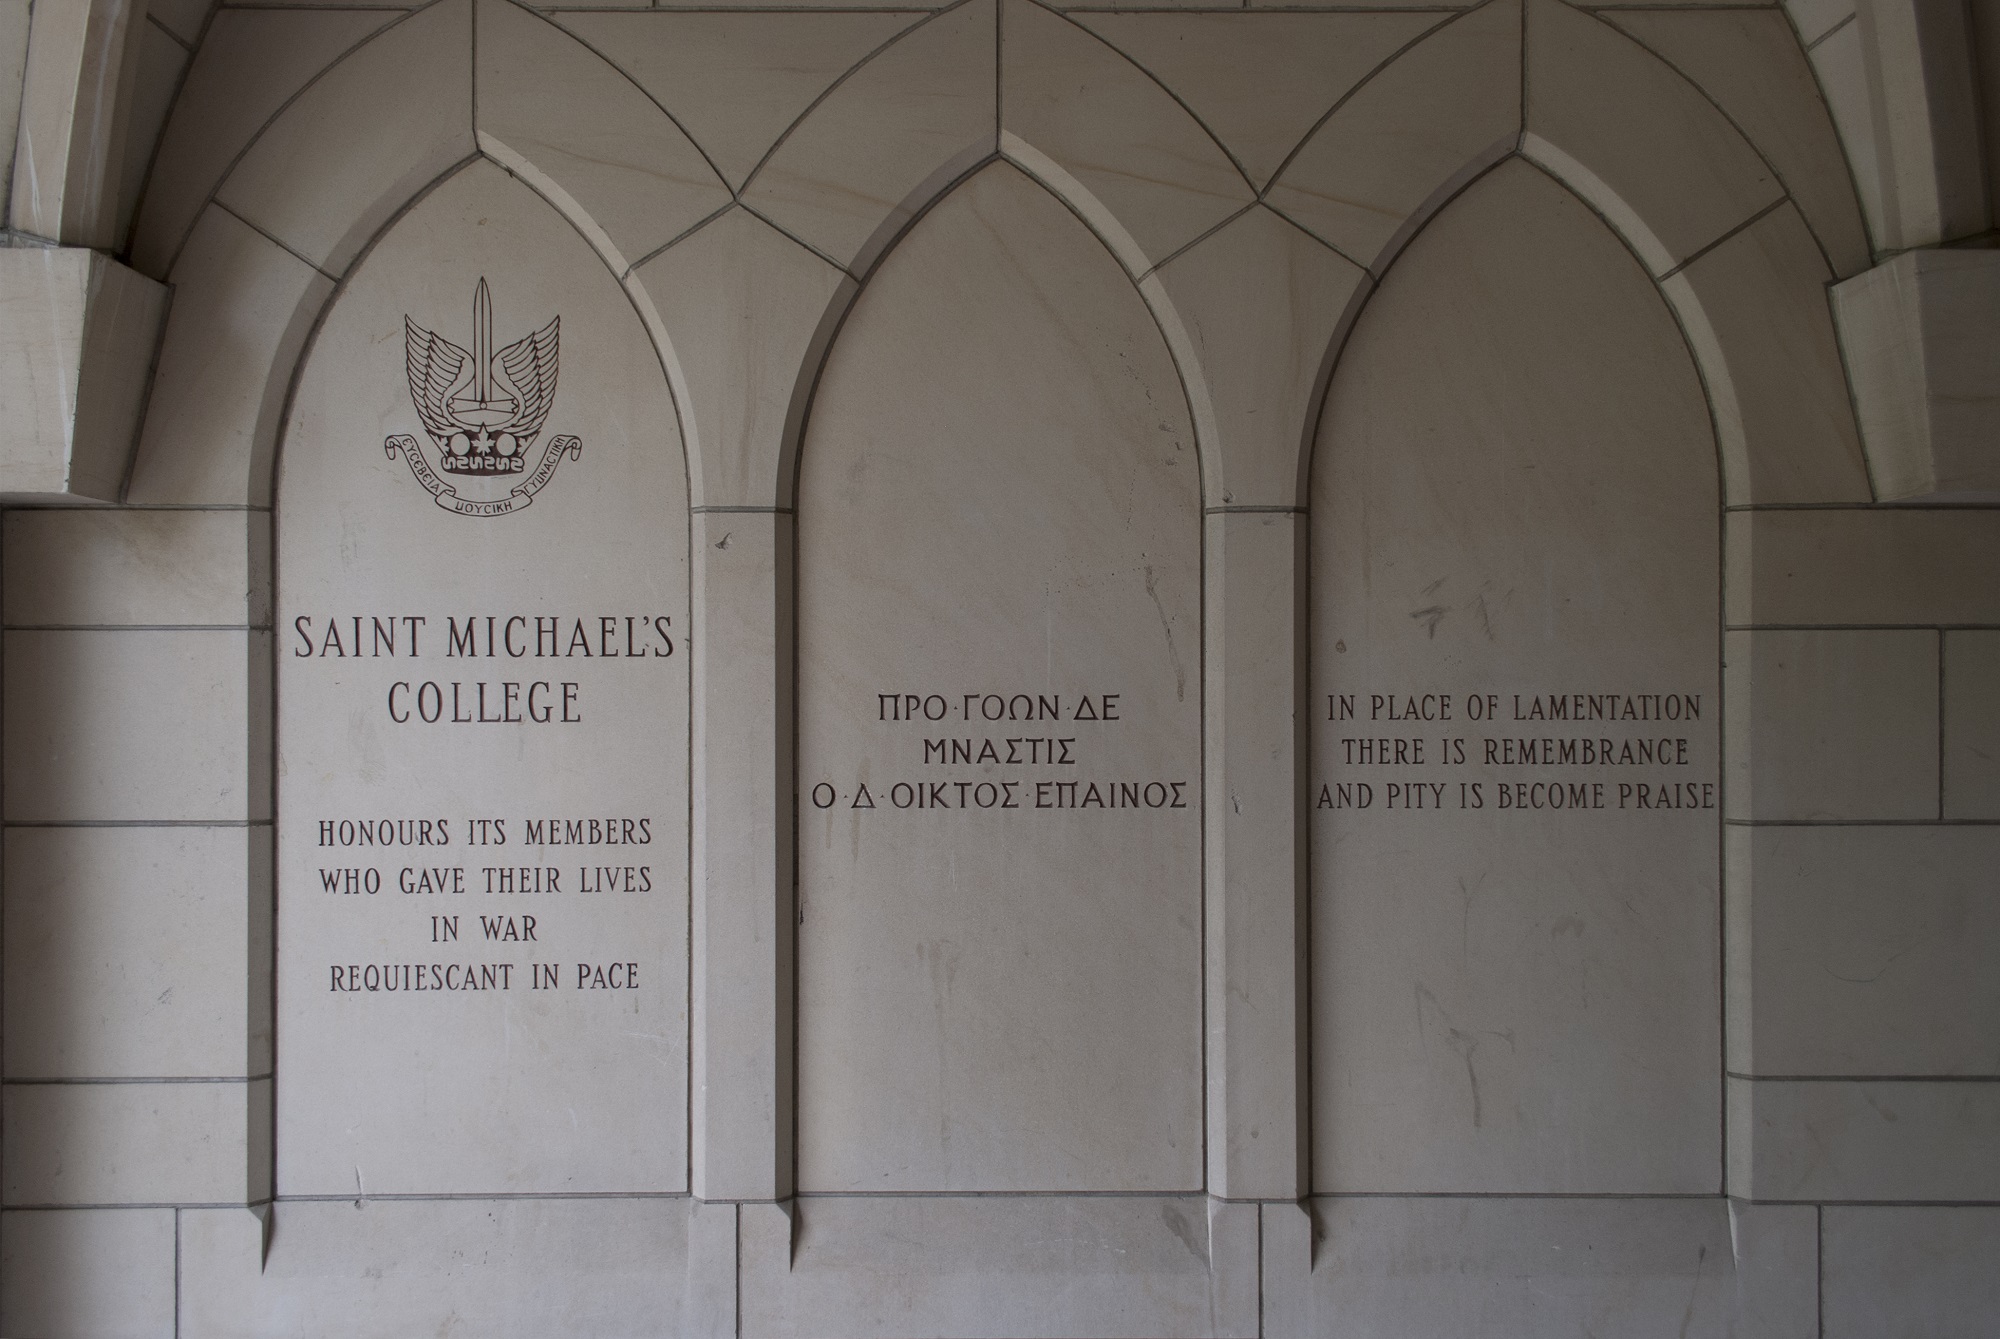 ΕΥCΕΒΕΙΑ ΜΟΥCΙΚΗ ΓΥΜΝΑCΤΙΚΗ
SAINT MICHAEL'S
COLLEGE
HONOURS ITS MEMBERS
WHO GAVE THEIR LIVES
IN WAR
REQUIESCANT IN PACE
ΠΡΟ·ΓΟΩΝ·ΔΕ
ΜΝΑΣΤΙΣ
Ο·Δ·ΟΙΚΤΟΣ·ΕΠΑΙΝΟΣ
IN PLACE OF LAMENTATION
THERE IS REMEMBRANCE
AND PITY IS BECOME PRAISE